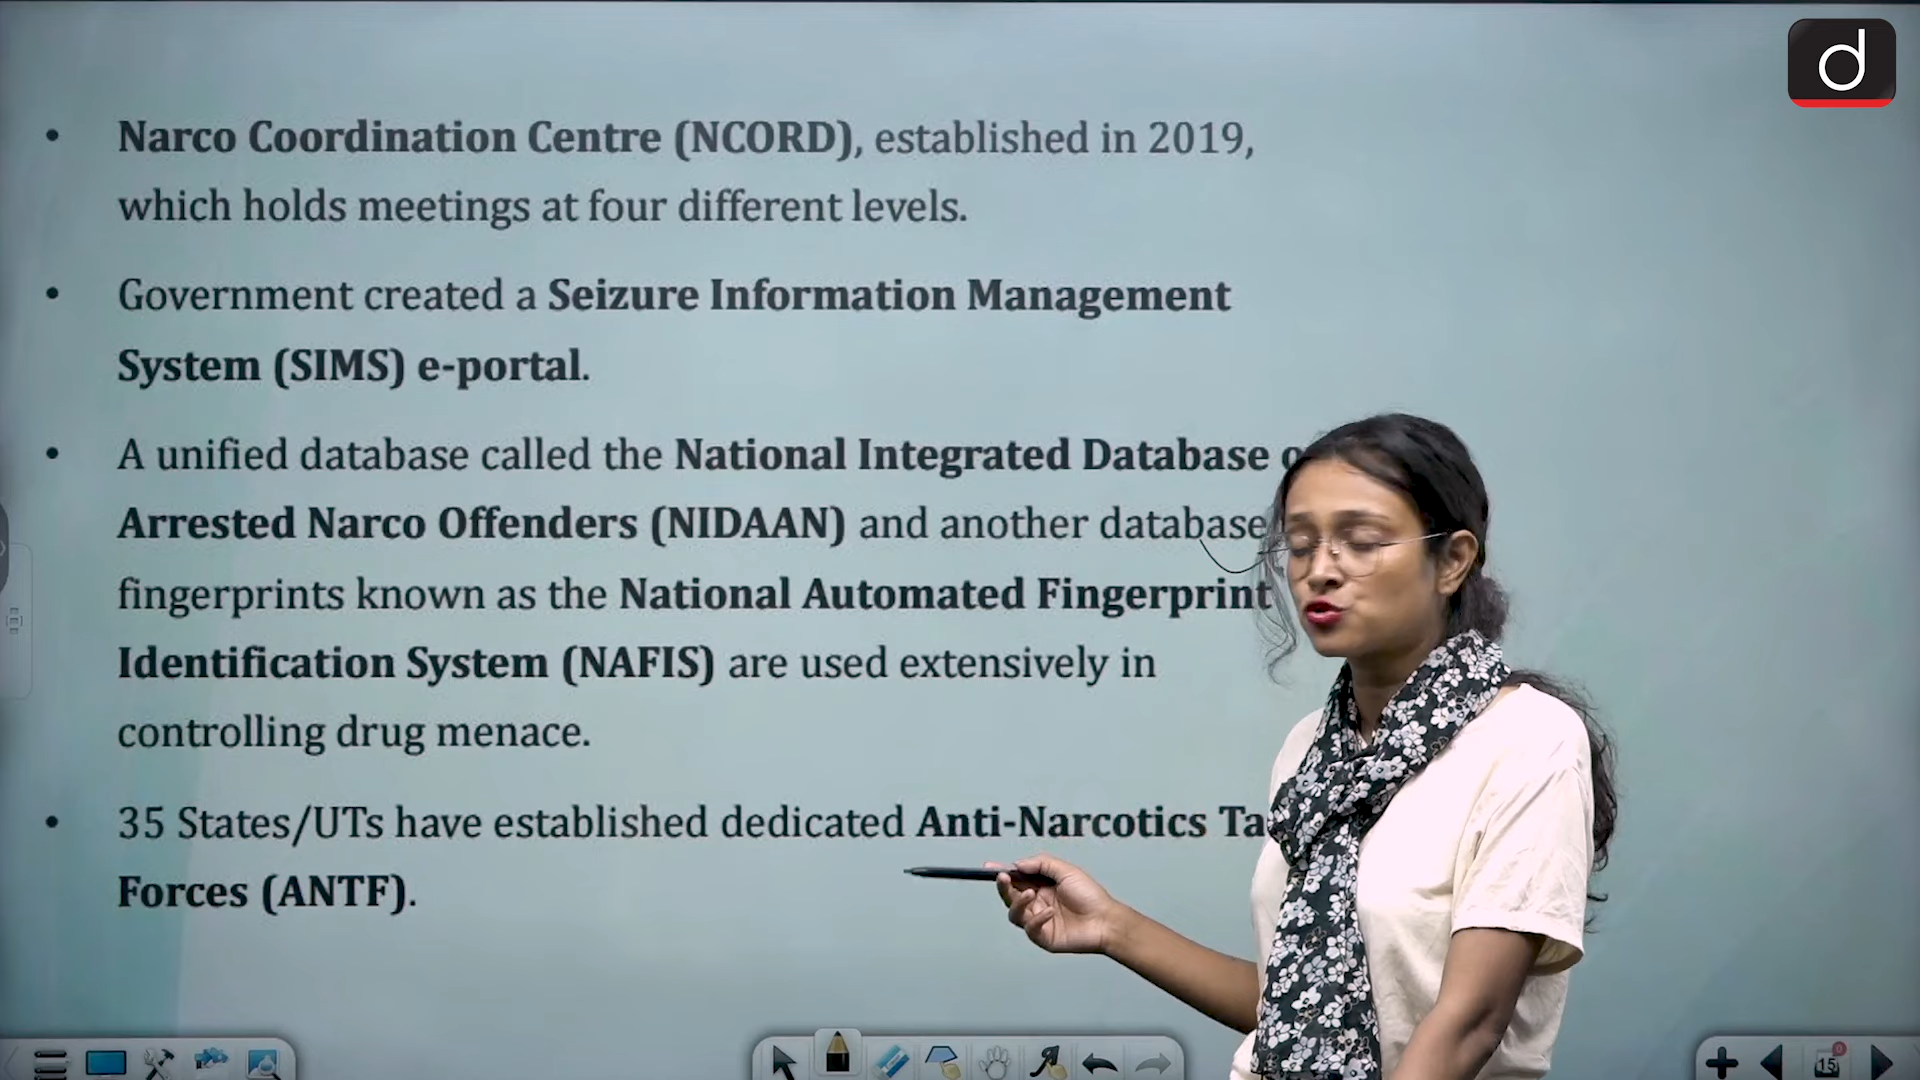 d
• Narco Coordination Centre (NCORD), established in 2019,
which holds meetings at four different levels.
• Government created a Seizure Information Management
System (SIMS) e-portal.
• A unified database called the National Integrated Database
Arrested Narco Offenders (NIDAAN) and another database
fingerprints known as the National Automated Fingerprint
Identification System (NAFIS) are used extensively in
controlling drug menace.
• 35 States/UTs have established dedicated Anti-Narcotics Ta
Forces (ANTF).
15